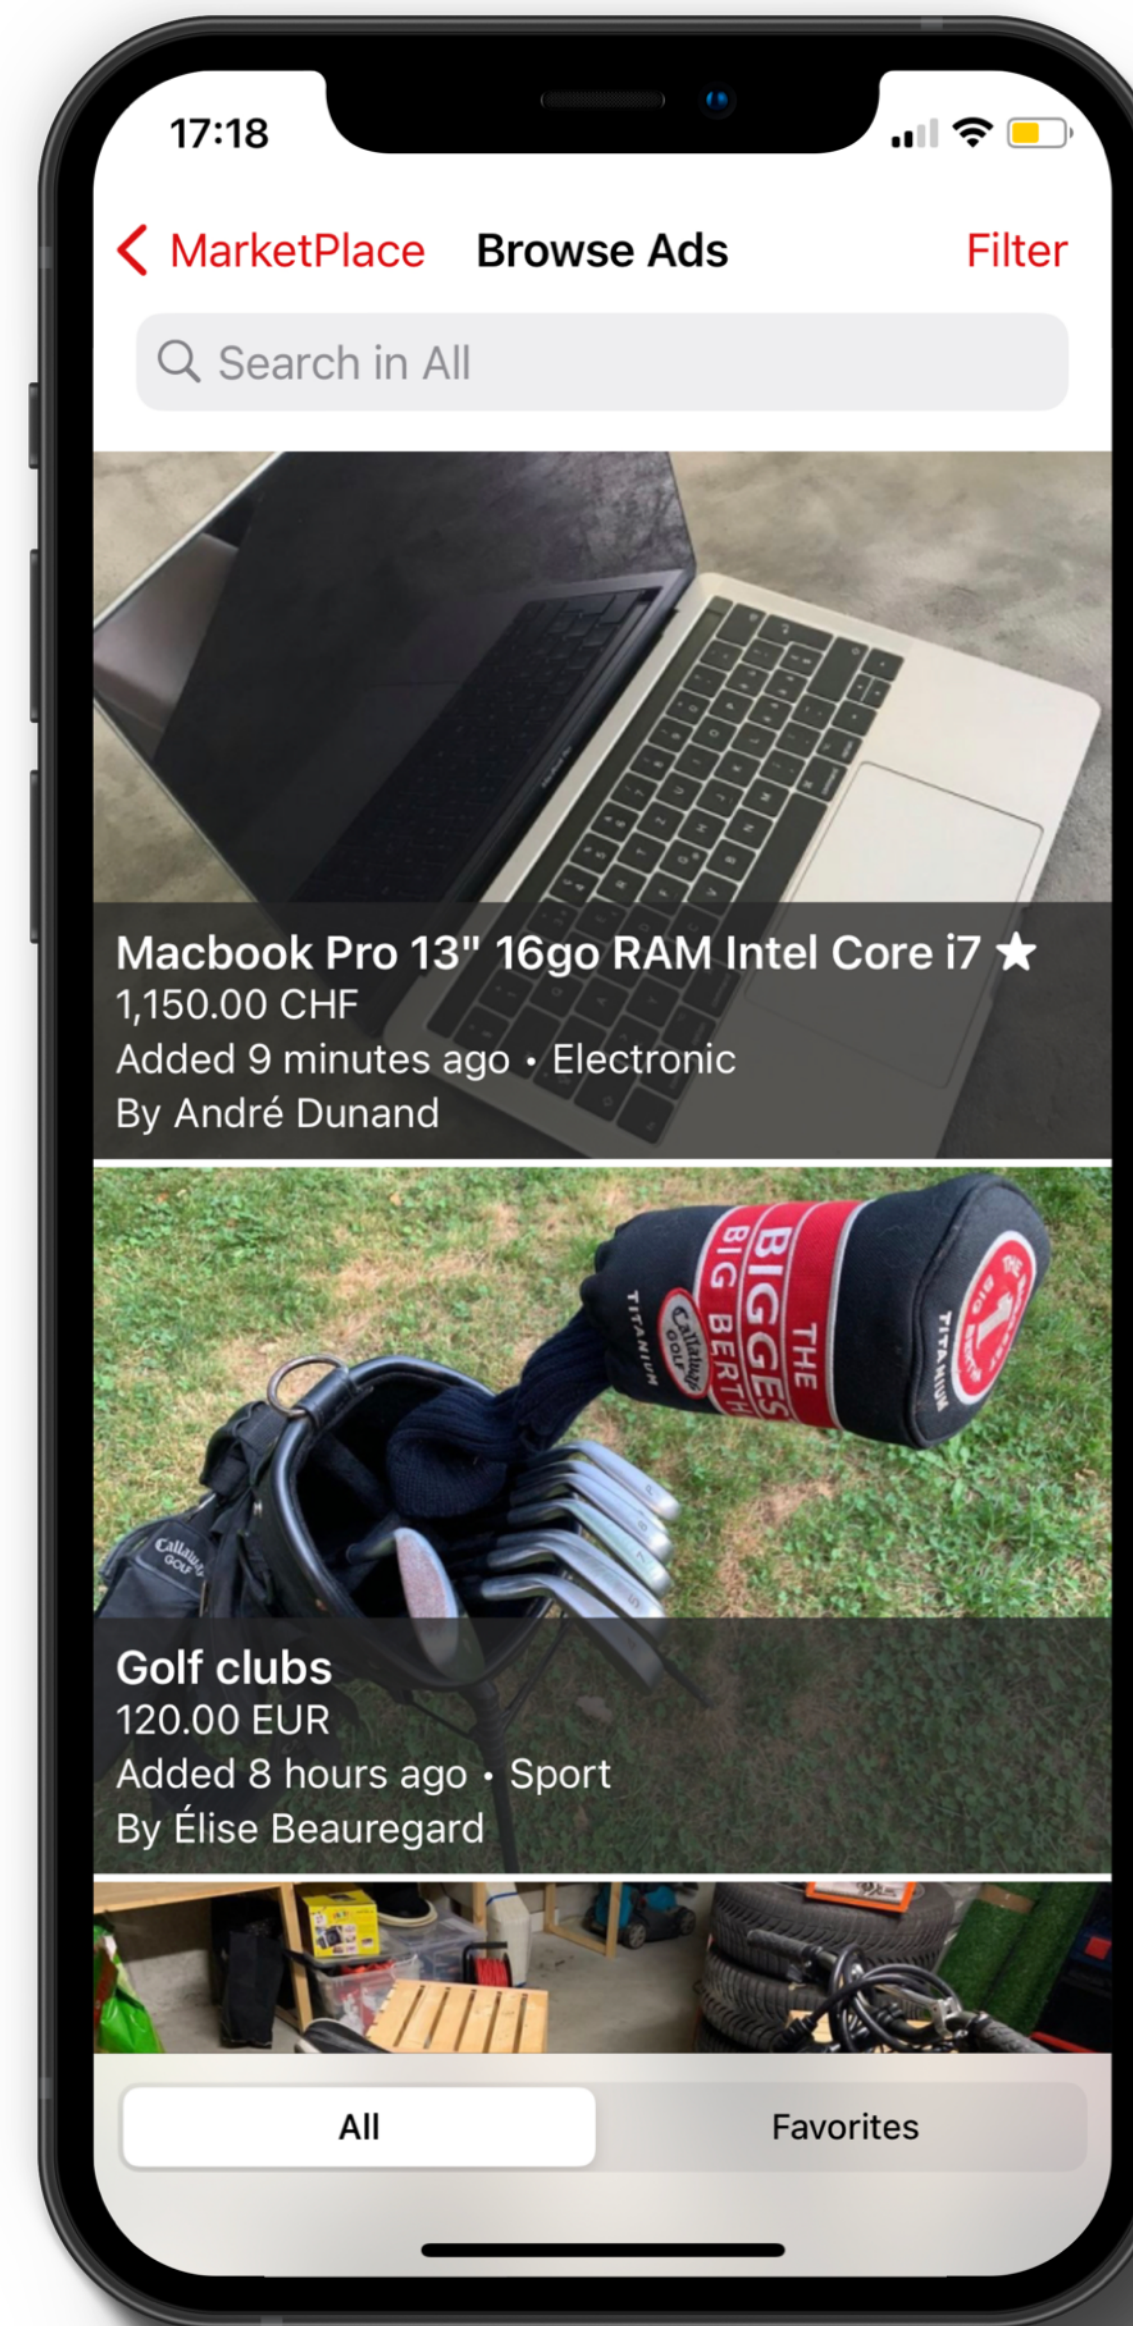 17:18
MarketPlace
Browse Ads
Filter
Search in All
Macbook Pro 13" 16go RAM Intel Core i7 ★
1,150.00 CHF
Added 9 minutes ago • Electronic
By André Dunand
THE
BIGGES
BIG BERTH
TITANIUM
Callaway
GOLF
TITANIUM
Callaway
GOLF
Golf clubs
120.00 EUR
Added 8 hours ago • Sport
By Élise Beauregard
All
Favorites